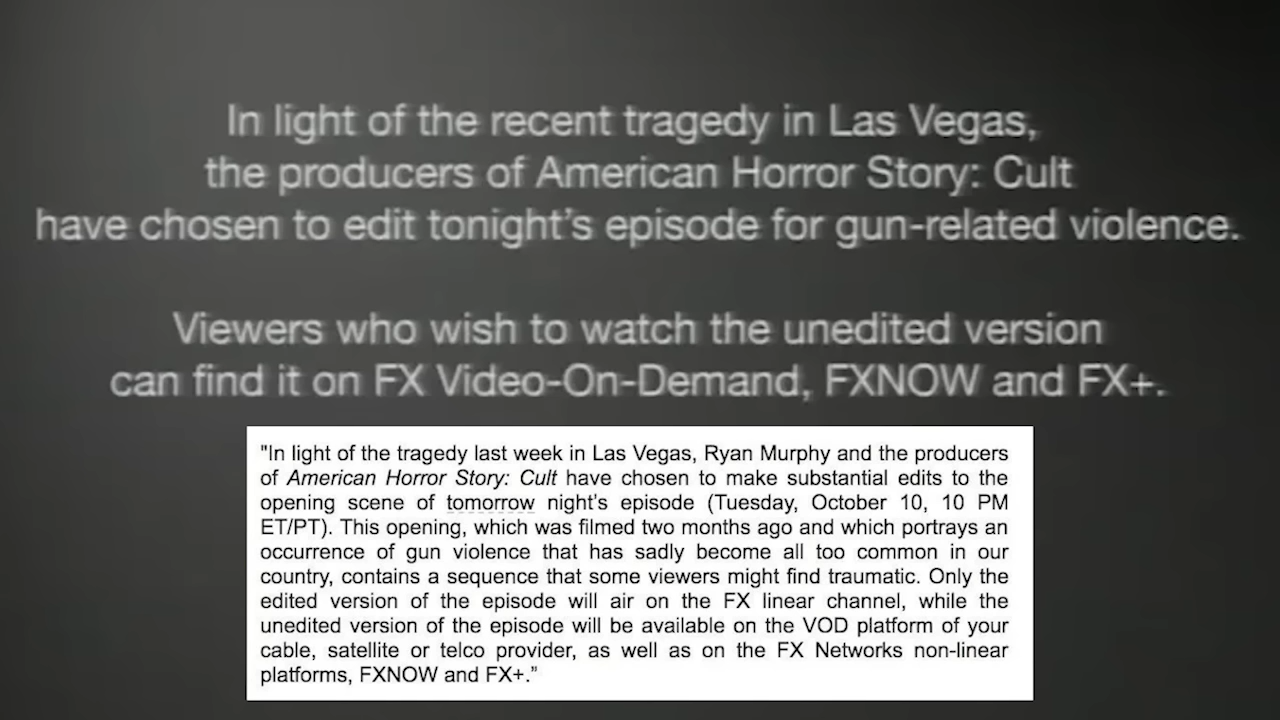 In light of the recent tragedy in Las Vegas,
the producers of American Horror Story: Cult
have chosen to edit tonight's episode for gun-related violence.
Viewers who wish to watch the unedited version
can find it on FX Video-On-Demand, FXNOW and FX+.
"In light of the tragedy last week in Las Vegas, Ryan Murphy and the producers
of American Horror Story: Cult have chosen to make substantial edits to the
opening scene of tomorrow night's episode (Tuesday, October 10, 10 PM
ET/PT). This opening, which was filmed two months ago and which portrays an
occurrence of gun violence that has sadly become all too common in our
country, contains a sequence that some viewers might find traumatic. Only the
edited version of the episode will air on the FX linear channel, while the
unedited version of the episode will be available on the VOD platform of your
cable, satellite or telco provider, as well as on the FX Networks non-linear
platforms, FXNOW and FX+.”